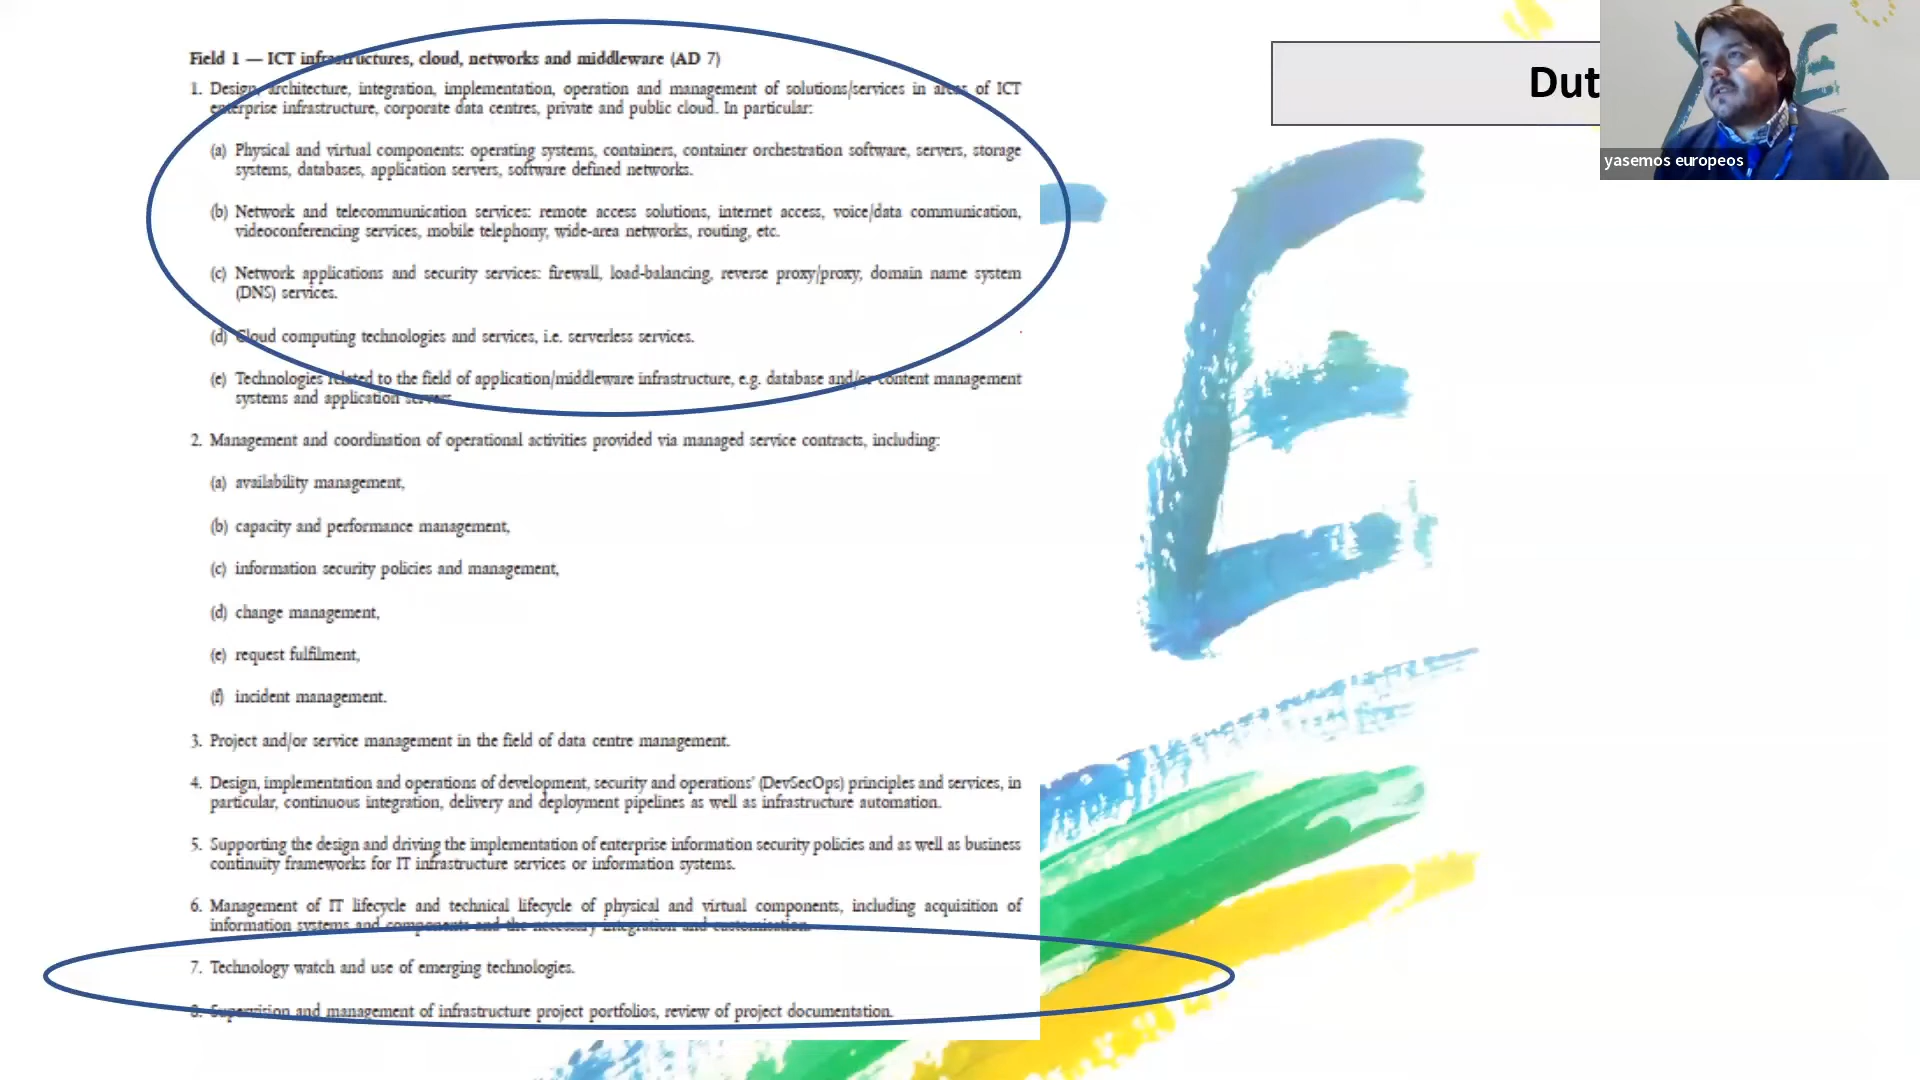 Field 1 — ICT infrastructures, cloud, networks and middleware (AD 7)
1. Design, architecture, integration, implementation, operation and management of solutions/services in areas of ICT
enterprise infrastructure, corporate data centres, private and public cloud. In particular:
(a) Physical and virtual components: operating systems, containers, container orchestration software, servers, storage
systems, databases, application servers, software defined networks.
(b) Network and telecommunication services: remote access solutions, internet access, voice/data communication,
videoconferencing services, mobile telephony, wide-area networks, routing, etc.
(c) Network applications and security services: firewall, load-balancing, reverse proxy/proxy, domain name system
(DNS) services.
(d) Cloud computing technologies and services, i.e. serverless services.
(e) Technologies related to the field of application/middleware infrastructure, e.g. database and/or content management
systems and application servers.
2. Management and coordination of operational activities provided via managed service contracts, including:
(a) availability management,
(b) capacity and performance management,
(c) information security policies and management,
(d) change management,
(e) request fulfilment,
(f) incident management.
3. Project and/or service management in the field of data centre management.
4. Design, implementation and operations of development, security and operations' (DevSecOps) principles and services, in
particular, continuous integration, delivery and deployment pipelines as well as infrastructure automation.
5. Supporting the design and driving the implementation of enterprise information security policies and as well as business
continuity frameworks for IT infrastructure services or information systems.
6. Management of IT lifecycle and technical lifecycle of physical and virtual components, including acquisition of
information systems and components and the necessary integration and customisation.
7. Technology watch and use of emerging technologies.
8. Supervision and management of infrastructure project portfolios, review of project documentation.
Dut
yasemos europeos